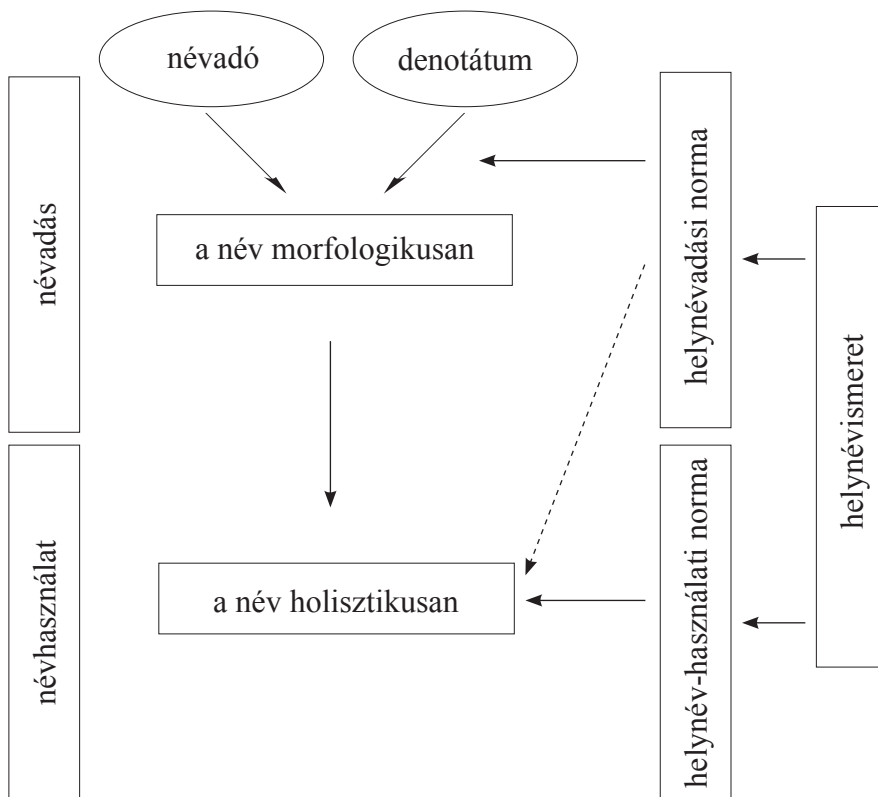 névadó
denotátum
névadás
a név morfologikusan
helynévadási norma
helynévismeret
névhasználat
a név holisztikusan
helynév-használati norma